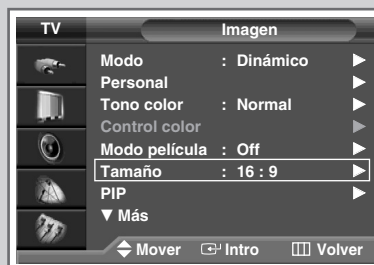 TV Imagen
Modo : Dinámico
Personal
Tono color : Normal
Control color
Modo película : Off
Tamaño : 16 : 9
PIP
▼ Más
Mover Intro Volver